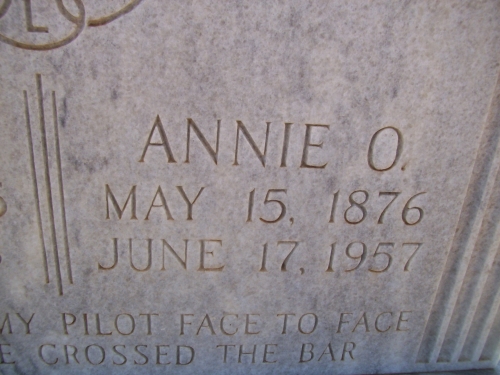 L
ANNIE O.
MAY 15, 1876
JUNE 17, 1957
MY PILOT FACE TO FACE
CROSSED THE BAR